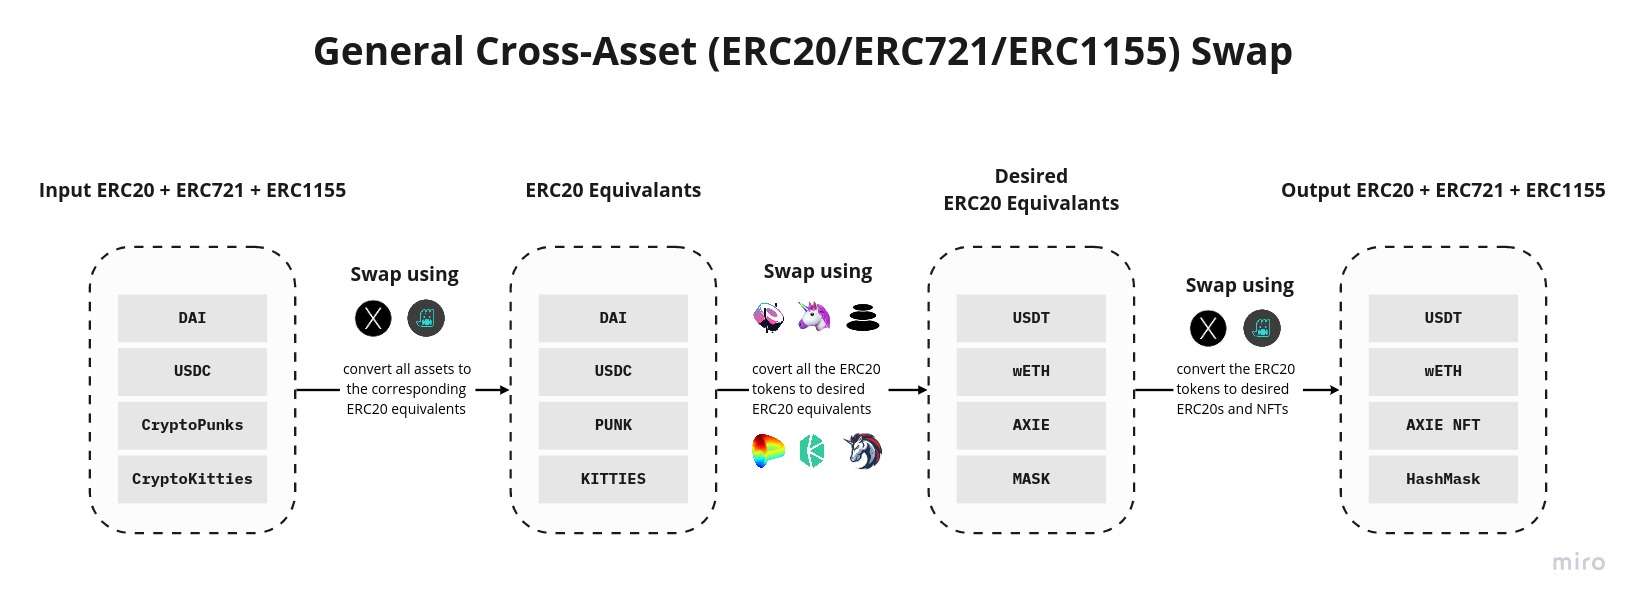 General Cross-Asset (ERC20/ERC721/ERC1155) Swap
Input ERC20 + ERC721 + ERC1155
DAI
USDC
CryptoPunks
CryptoKitties
Swap using
convert all assets to
the corresponding
ERC20 equivalents
ERC20 Equivalants
DAI
USDC
PUNK
KITTIES
Swap using
covert all the ERC20
tokens to desired
ERC20 equivalents
Desired
ERC20 Equivalants
USDT
wETH
AXIE
MASK
Swap using
convert the ERC20
tokens to desired
ERC20s and NFTs
Output ERC20 + ERC721 + ERC1155
USDT
wETH
AXIE NFT
HashMask
miro